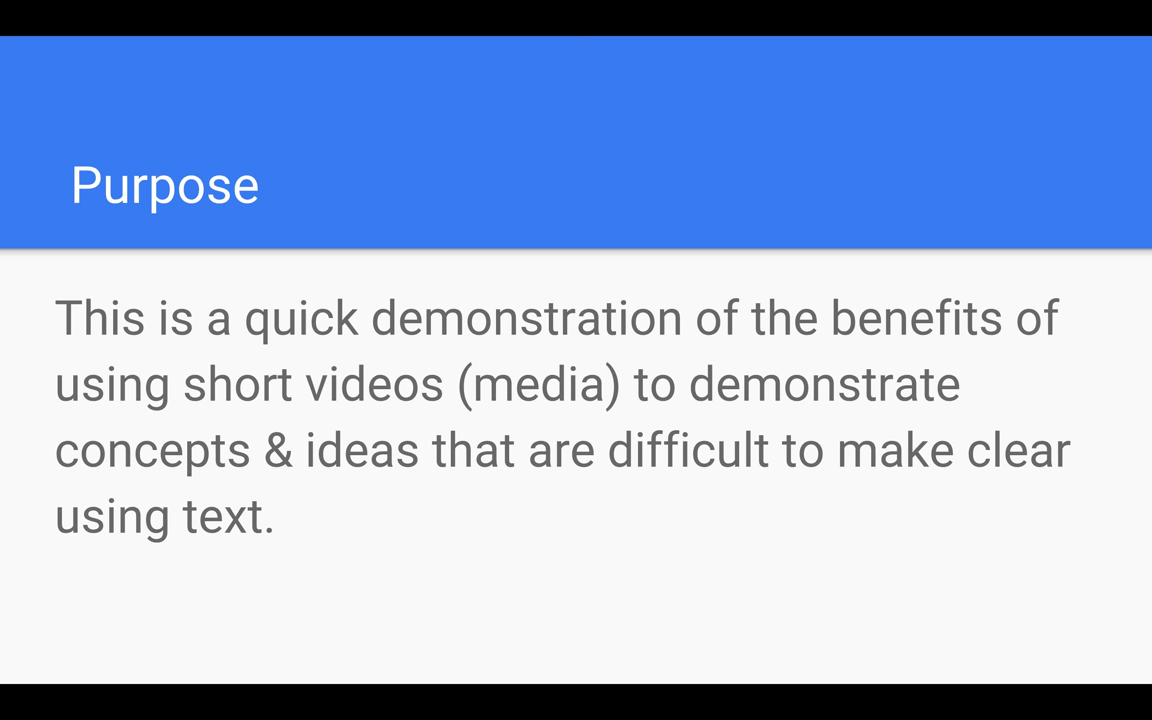 Purpose
This is a quick demonstration of the benefits of
using short videos (media) to demonstrate
concepts & ideas that are difficult to make clear
using text.